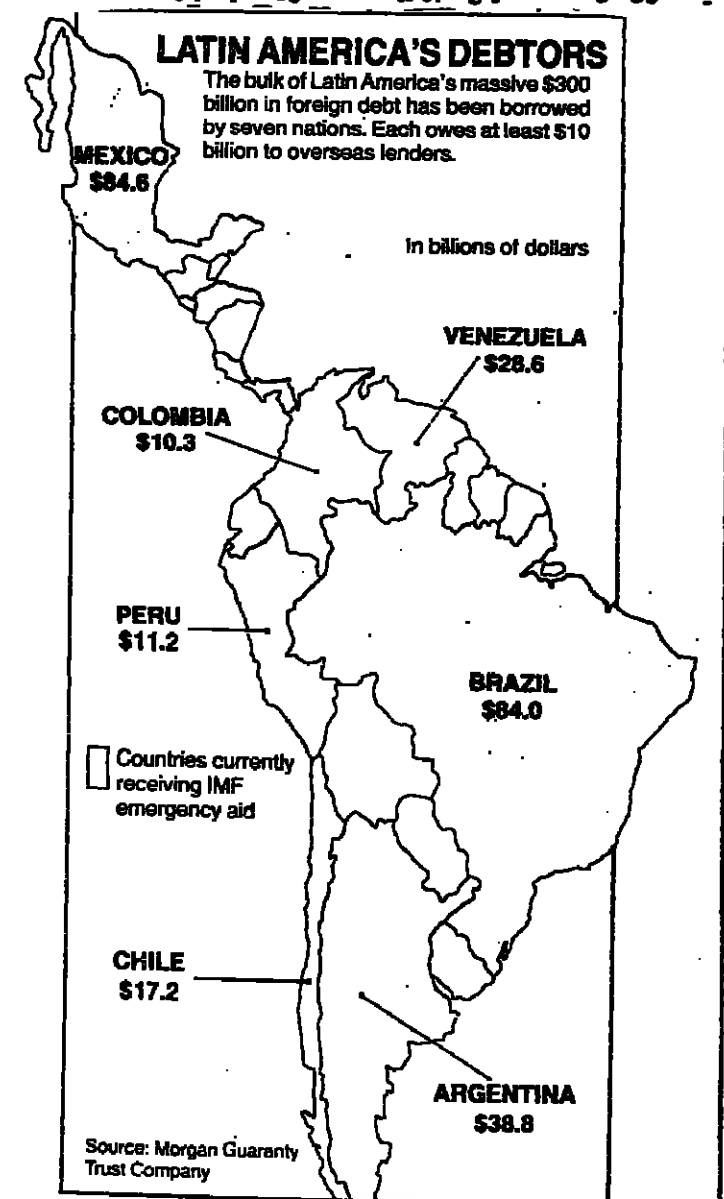 LATIN AMERICA'S DEBTORS
The bulk of Latin America's massive $300
billion in foreign debt has been borrowed
by seven nations. Each owes at least $10
billion to overseas lenders.
MEXICO
$84.6
In billions of dollars
VENEZUELA
$28.6
COLOMBIA
$10.3
PERU
$11.2
BRAZIL
$84.0
Countries currently
receiving IMF
emergency aid
CHILE
$17.2
ARGENTINA
$38.8
Source: Morgan Guaranty
Trust Company